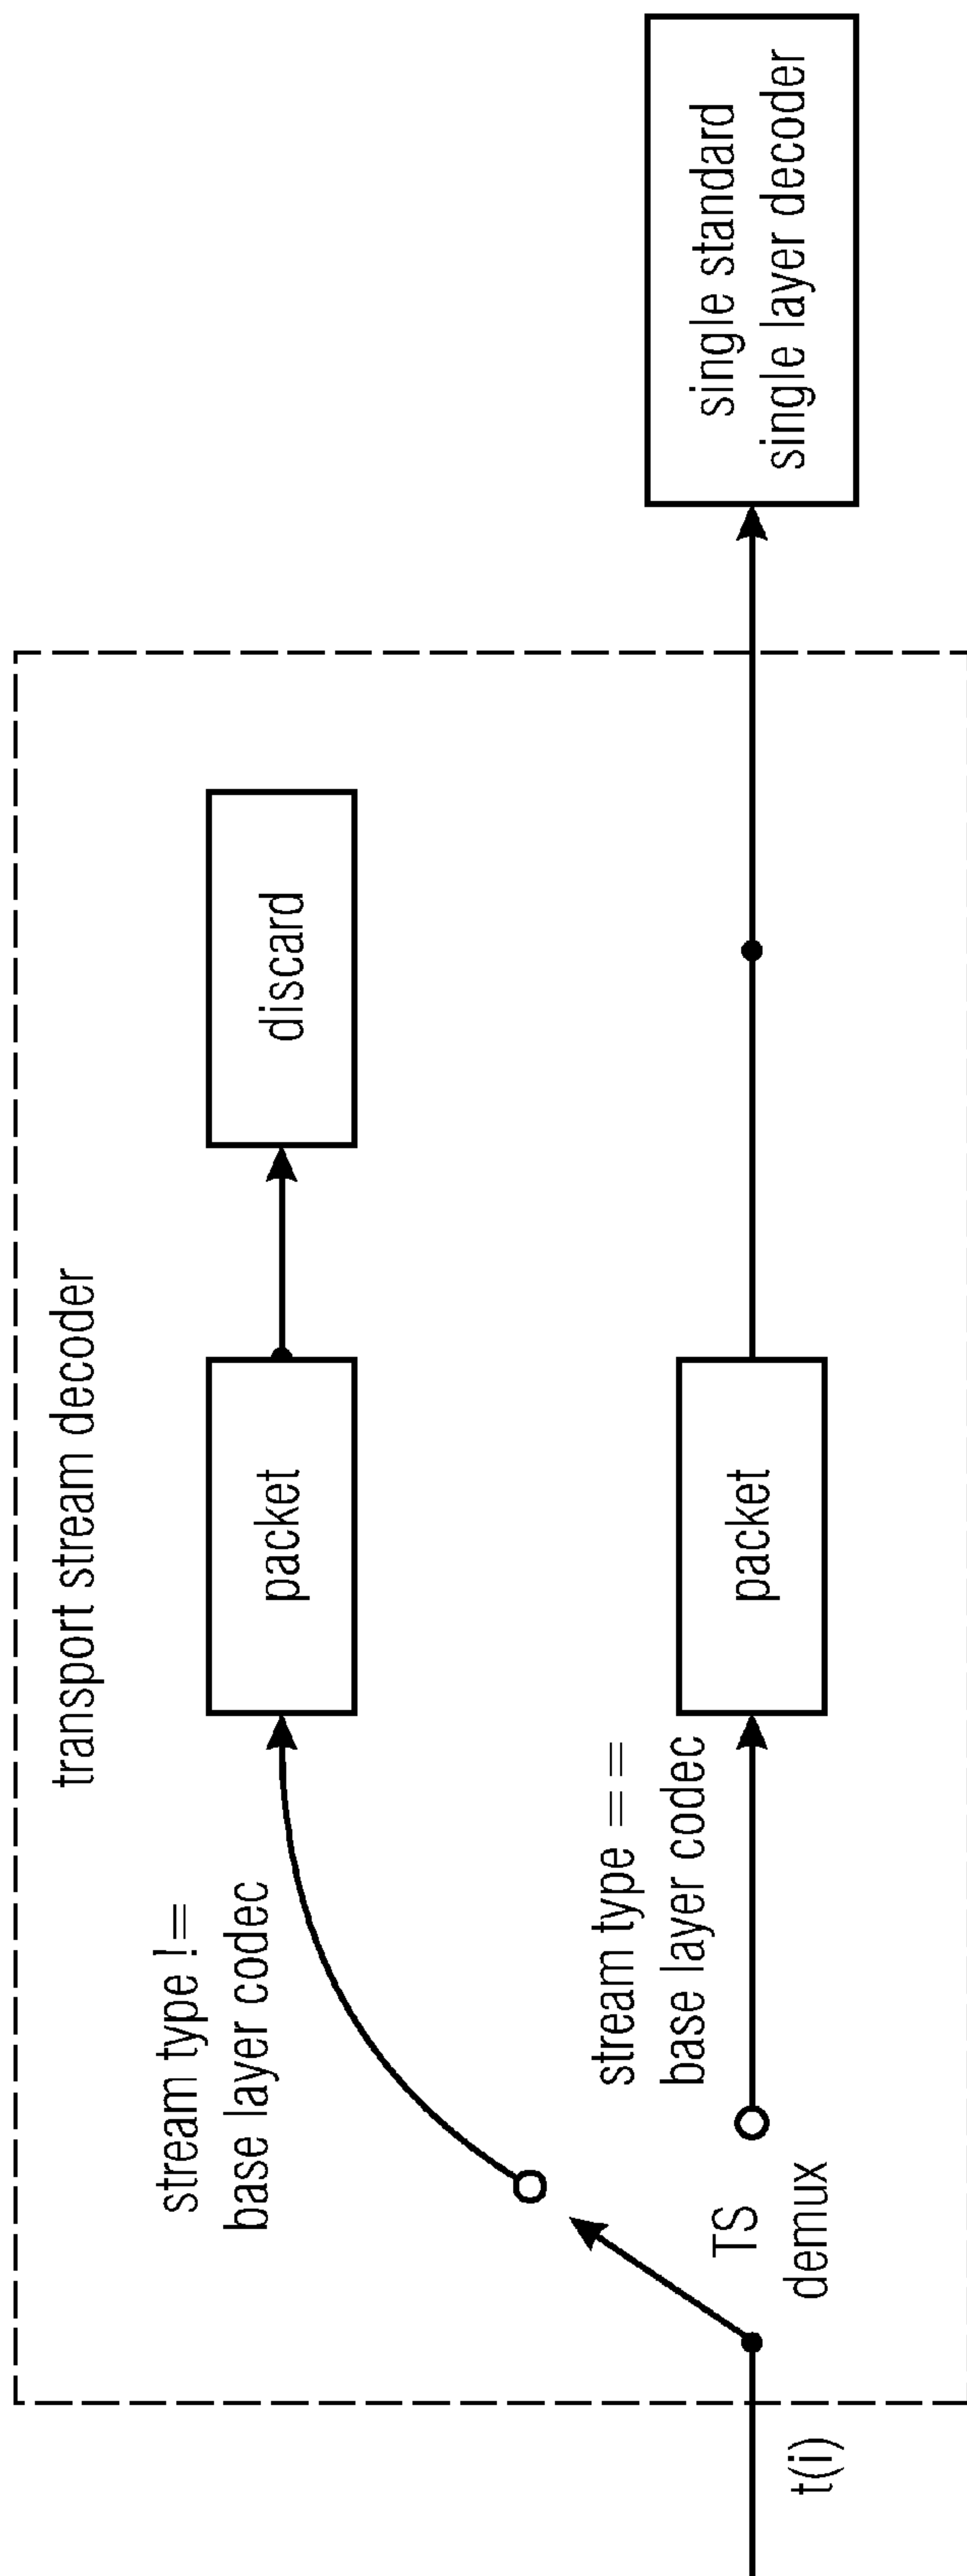 transport stream decoder
stream type !=
base layer codec
packet
discard
t(i)
TS
demux
stream type ==
base layer codec
packet
single standard
single layer decoder